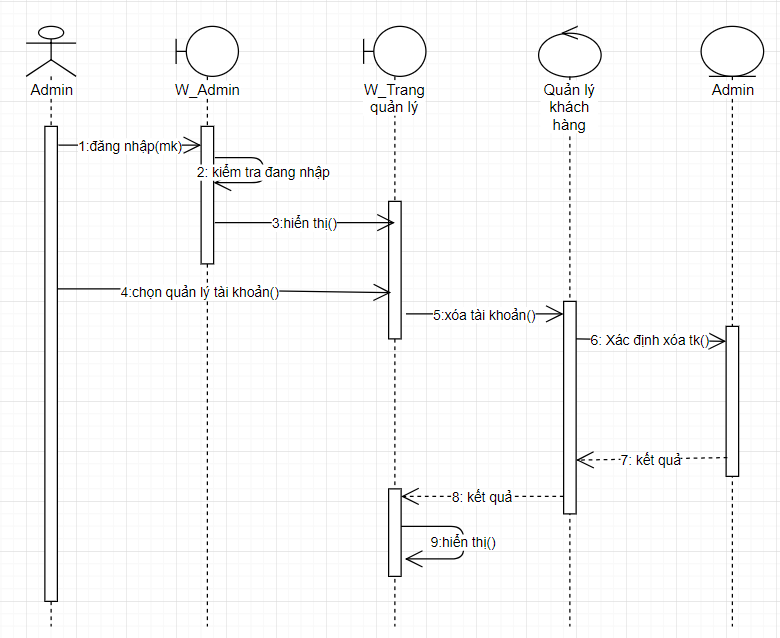 Admin
W_Admin
W_Trang
quản lý
Quản lý
khách
hàng
Admin
1:đăng nhập(mk)
2: kiểm tra đang nhập
3:hiển thị()
4:chọn quản lý tài khoản()
5:xóa tài khoản()
6: Xác định xóa tk()
7: kết quả
8: kết quả
9:hiển thị()